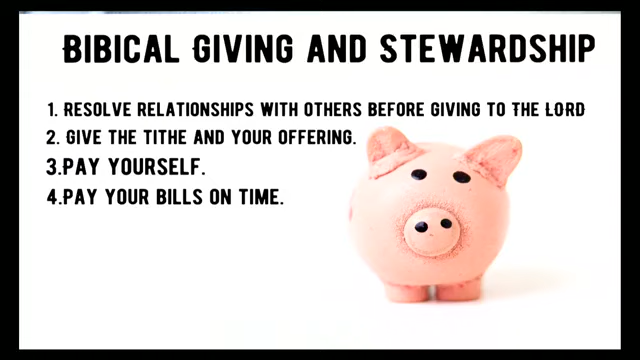 BIBICAL GIVING AND STEWARDSHIP
1. RESOLVE RELATIONSHIPS WITH OTHERS BEFORE GIVING TO THE LORD
2. GIVE THE TITHE AND YOUR OFFERING.
3.PAY YOURSELF.
4.PAY YOUR BILLS ON TIME.